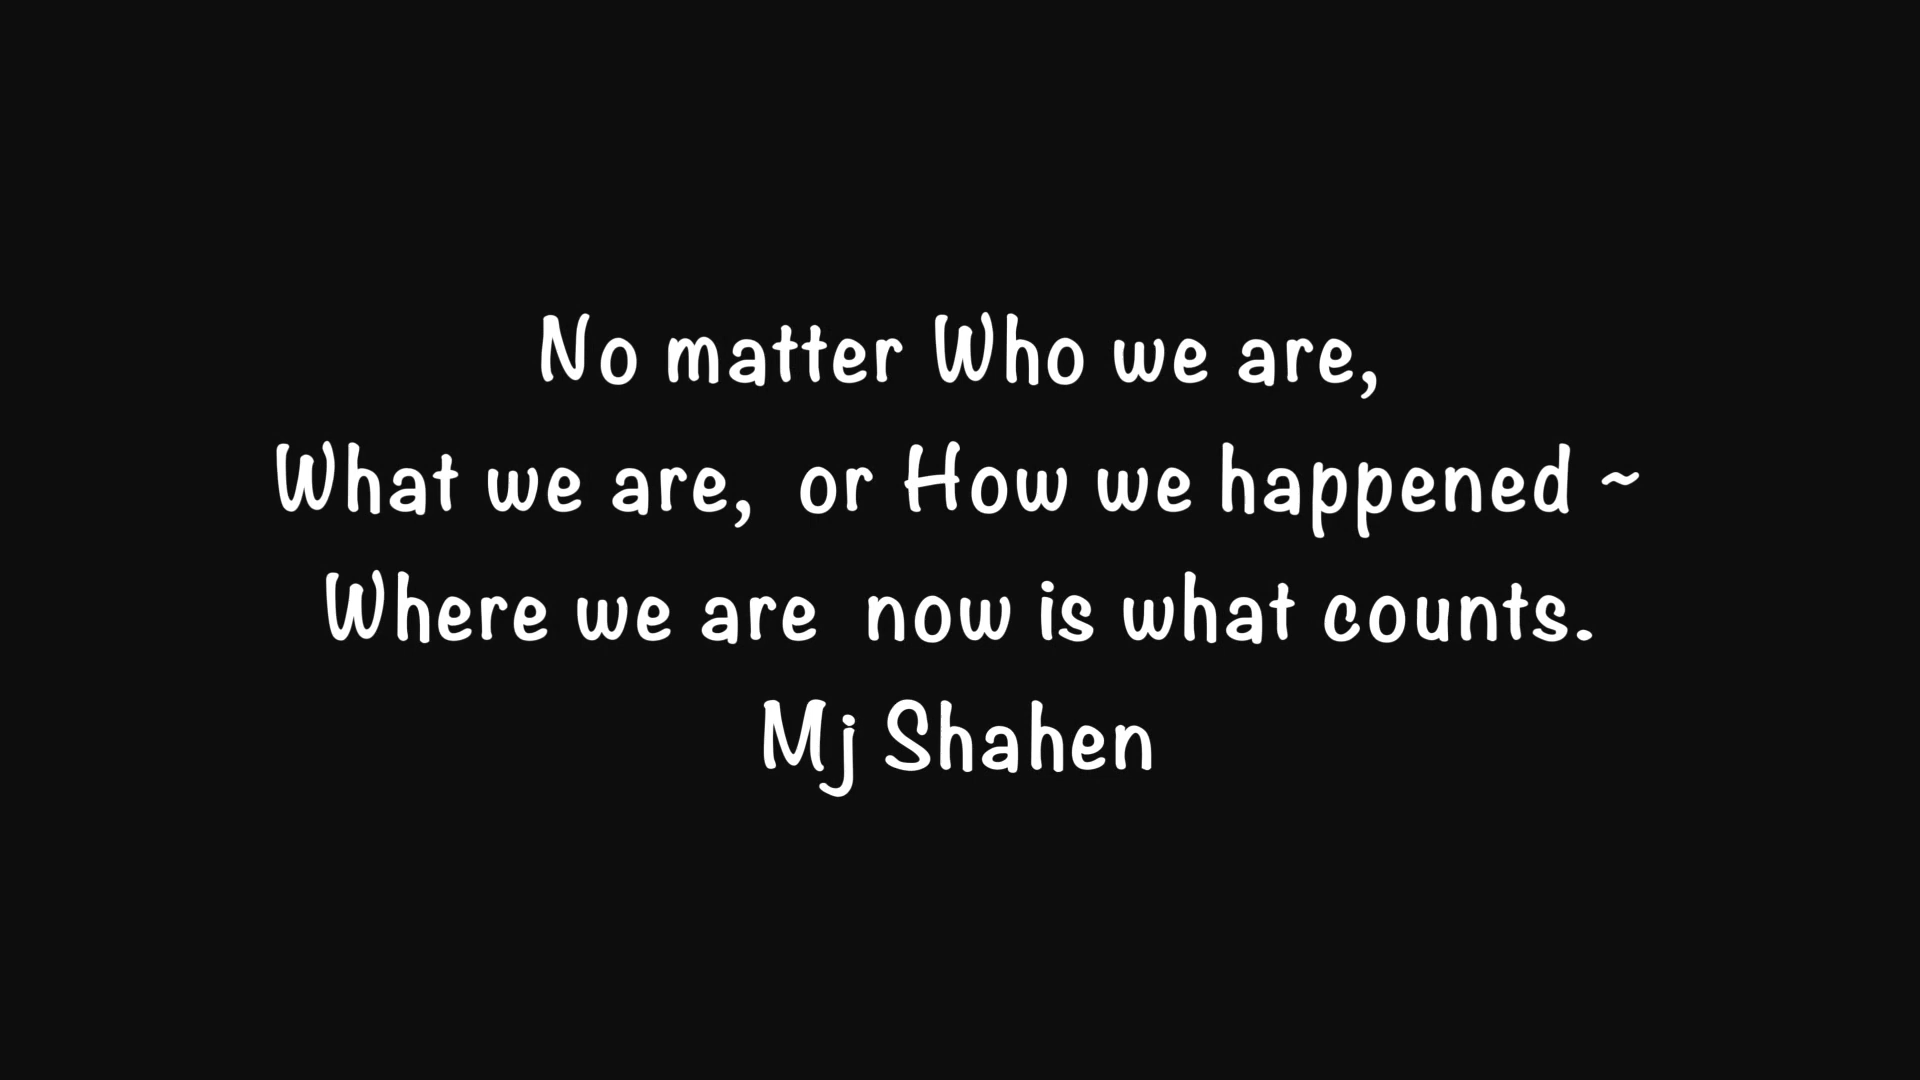 No matter Who we are,
What we are,  or How we happened ~
Where we are  now is what counts.
Mj Shahen